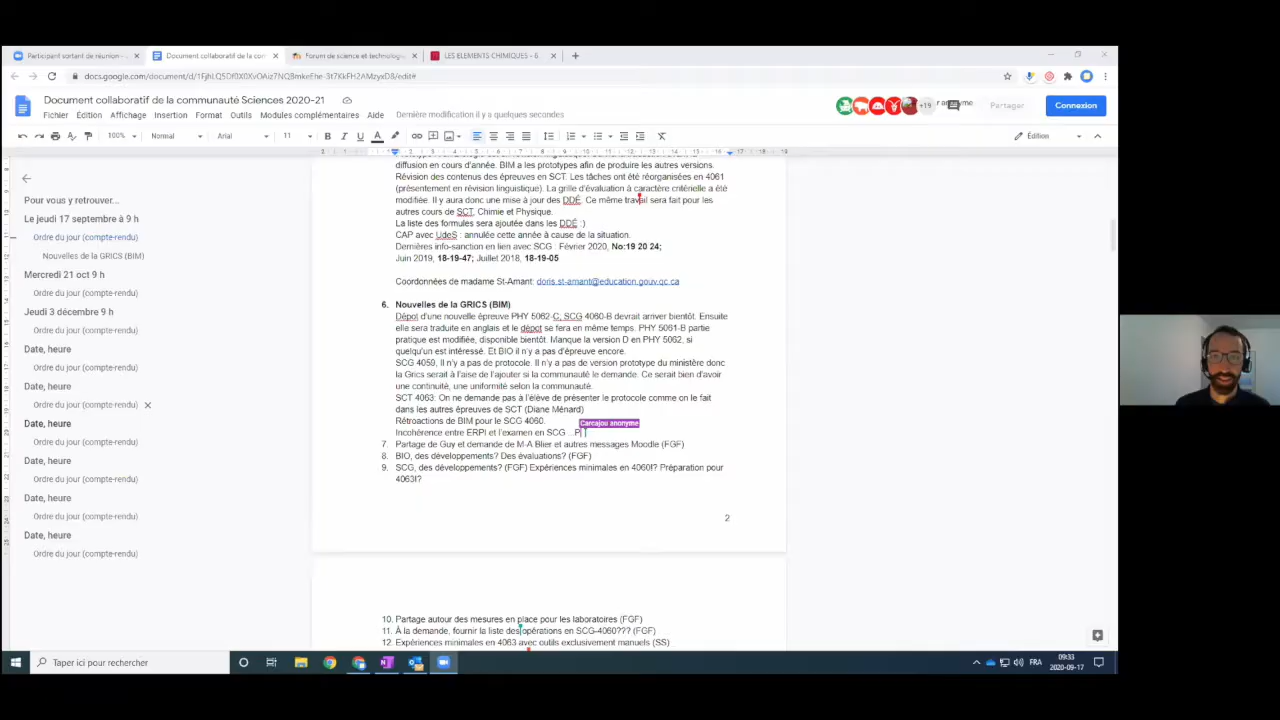 Participant sortant de réunion -
Document collaboratif de la com
Forum de science et technologi
LES ÉLÉMENTS CHIMIQUES - 6
docs.google.com/document/d/1FjhLQ5Df0X0XvOAiz7NQBmkeEhe-3t7KkFH2AMzyxD8/edit#
Document collaboratif de la communauté Sciences 2020-21
+19
r anonyme
Partager
Connexion
Fichier Édition Affichage Insertion Format Outils Modules complémentaires Aide
Dernière modification il y a quelques secondes
100% Normal Arial 11
Édition
Pour vous y retrouver...
Le jeudi 17 septembre à 9 h
Ordre du jour (compte-rendu)
Nouvelles de la GRICS (BIM)
Mercredi 21 oct 9 h
Ordre du jour (compte-rendu)
Jeudi 3 décembre 9 h
Ordre du jour (compte-rendu)
Date, heure
Ordre du jour (compte-rendu)
Date, heure
Ordre du jour (compte-rendu)
Date, heure
Ordre du jour (compte-rendu)
Date, heure
Ordre du jour (compte-rendu)
Date, heure
Ordre du jour (compte-rendu)
diffusion en cours d'année. BIM a les prototypes afin de produire les autres versions.
Révision des contenus des épreuves en SCT. Les tâches ont été réorganisées en 4061
(présentement en révision linguistique). La grille d'évaluation à caractère critérielle a été
modifiée. Il y aura donc une mise à jour des DDÉ. Ce même travail sera fait pour les
autres cours de SCT, Chimie et Physique.
La liste des formules sera ajoutée dans les DDÉ :)
CAP avec UdeS : annulée cette année à cause de la situation.
Dernières info-sanction en lien avec SCG : Février 2020, No:19 20 24;
Juin 2019, 18-19-47; Juillet 2018, 18-19-05
Coordonnées de madame St-Amant: doris.st-amant@education.gouv.qc.ca
6. Nouvelles de la GRICS (BIM)
Dépot d'une nouvelle épreuve PHY 5062-C, SCG 4060-B devrait arriver bientôt. Ensuite
elle sera traduite en anglais et le dépot se fera en même temps. PHY 5061-B partie
pratique est modifiée, disponible bientôt. Manque la version D en PHY 5062, si
quelqu'un est intéressé. Et BIO il n'y a pas d'épreuve encore.
SCG 4059, Il n'y a pas de protocole. Il n'y a pas de version prototype du ministère donc
la Grics serait à l'aise de l'ajouter si la communauté le demande. Ce serait bien d'avoir
une continuité, une uniformité selon la communauté.
SCT 4063: On ne demande pas à l'élève de présenter le protocole comme on le fait
dans les autres épreuves de SCT (Diane Ménard)
Rétroactions de BIM pour le SCG 4060.
Carcajou anonyme
Incohérence entre ERPI et l'examen en SCG ...P
7. Partage de Guy et demande de M-A Blier et autres messages Moodle (FGF)
8. BIO, des développements? Des évaluations? (FGF)
9. SCG, des développements? (FGF) Expériences minimales en 4060!? Préparation pour
4063!?
2
10. Partage autour des mesures en place pour les laboratoires (FGF)
11. À la demande, fournir la liste des opérations en SCG-4060??? (FGF)
12. Expériences minimales en 4063 avec outils exclusivement manuels (SS)
Taper ici pour rechercher
FRA
09:33
2020-09-17